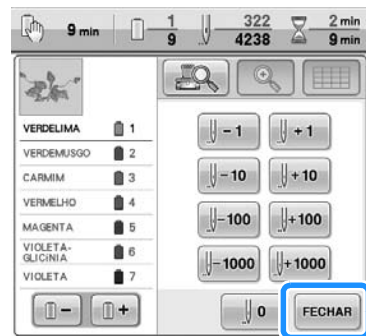 9 min 1 322 2 min
9 4238 9 min
VERDELIMA 1
VERDEMUSGO 2
CARMIM 3
VERMELHO 4
MAGENTA 5
VIOLETA-
GLICíNIA 6
VIOLETA 7
-1 +1
-10 +10
-100 +100
-1000 +1000
- + 0 FECHAR